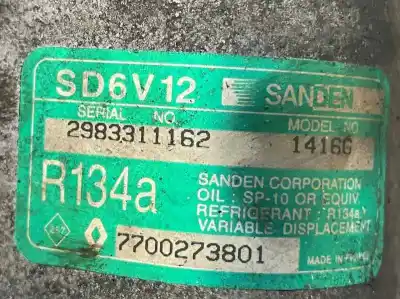 SD6V12 SANDEN
SERIAL NO. MODEL NO
2983311162 1416G
R134a
SANDEN CORPORATION
OIL : SP-10 OR EQUIV.
REFRIGERANT : R134a
VARIABLE DISPLACEMENT
7700273801
MADE IN